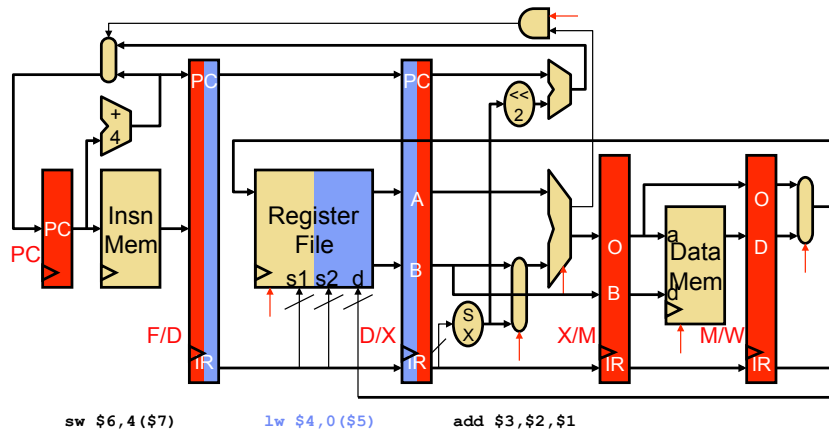 +
4
<<
2
PC
PC
PC
PC
Insn
Mem
Register
File
s1 s2 d
A
B
S
X
O
B
a
d
Data
Mem
O
D
F/D
D/X
X/M
M/W
IR
IR
IR
IR
sw $6,4($7)
lw $4,0($5)
add $3,$2,$1